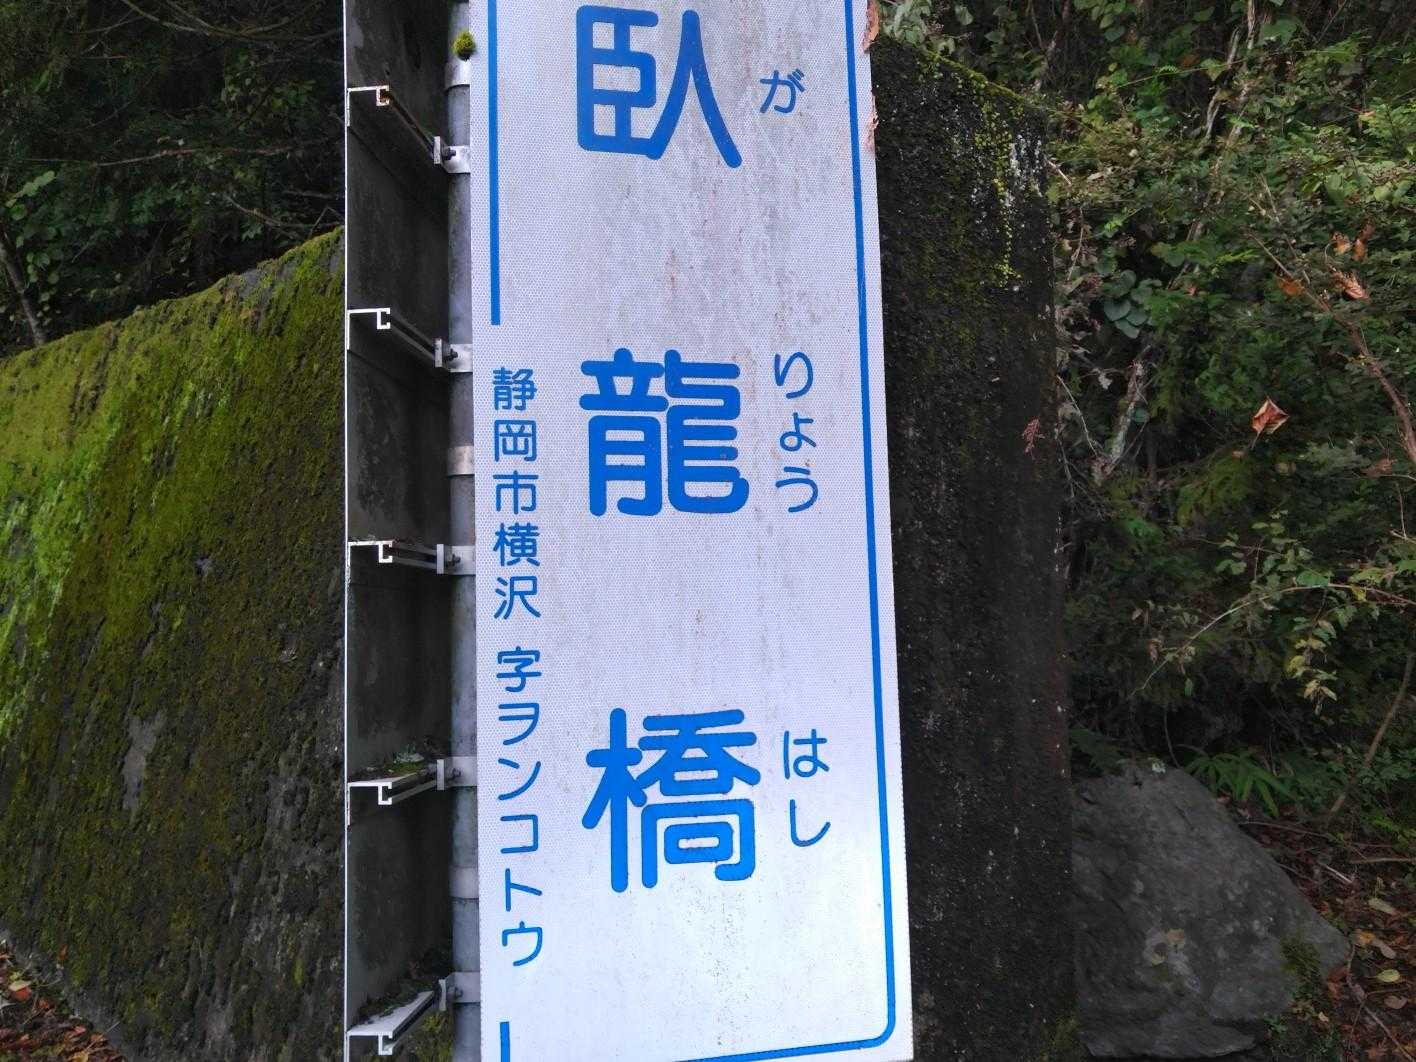 が
りょう
はし
臥龍橋
静岡市横沢 字ヲンコトウ